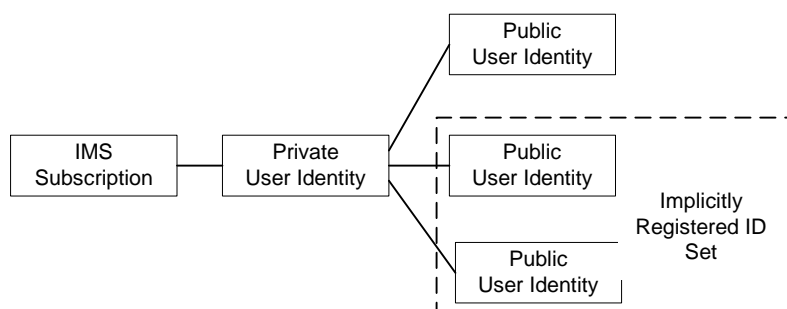 Public
User Identity
IMS
Subscription
Private
User Identity
Public
User Identity
Implicitly
Registered ID
Set
Public
User Identity